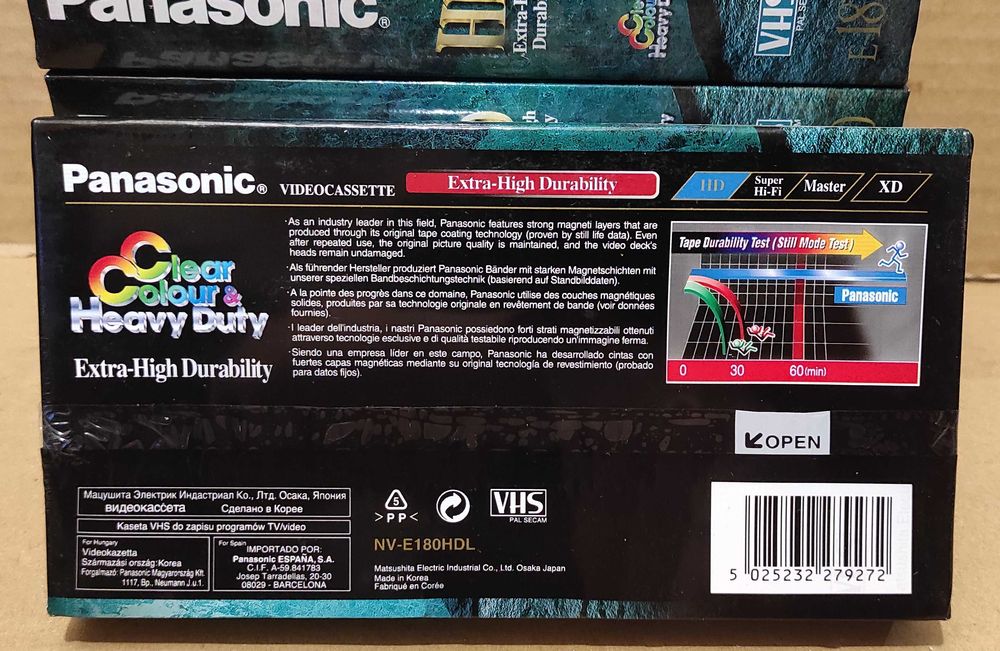 Panasonic®
HD
Extra-H
Durab
Clear
Colour
Heavy
VHS
PAL SEC
E-18
Panasonic® VIDEOCASSETTE
Extra-High Durability
HD
Super
Hi-Fi
Master
XD
Clear
Colour &
Heavy Duty
Extra-High Durability
·As an industry leader in this field, Panasonic features strong magneti layers that are
produced through its original tape coating technology (proven by still life data). Even
after repeated use, the original picture quality is maintained, and the video deck's
heads remain undamaged.
·Als führender Hersteller produziert Panasonic Bänder mit starken Magnetschichten mit
unserer speziellen Bandbeschichtungstechnik (basierend auf Standbilddaten).
·A la pointe des progrès dans ce domaine, Panasonic utilise des couches magnétiques
solides, produites par sa technologie originale en revêtement de bande (voir données
fournies).
·I leader dell'industria, i nastri Panasonic possiedono forti strati magnetizzabili ottenuti
attraverso tecnologie esclusive e di qualità testabile riproducendo un'immagine ferma.
·Siendo una empresa líder en este campo, Panasonic ha desarrollado cintas con
fuertes capas magnéticas mediante su original tecnología de revestimiento (probado
para datos fijos).
Tape Durability Test (Still Mode Test)
Panasonic
0 30 60(min)
OPEN
Мацушита Электрик Индастриал Ко., Лтд. Осака, Япония
видеокассета Сделано в Корее
Kaseta VHS do zapisu programów TV/video
For Hungary
Videokazetta
Származási ország:Korea
Forgalmazó: Panasonic Magyarország Kft.
1117, Bp., Neumann J.u.1.
For Spain
IMPORTADO POR:
Panasonic ESPAÑA, S.A.
C.I.F. A-59.841783
Josep Tarradellas, 20-30
08029 - BARCELONA
5
>PP<
VHS
PAL SECAM
NV-E180HDL
Matsushita Electric Industrial Co., Ltd. Osaka Japan
Made in Korea
Fabriqué en Corée
5 025232 279272